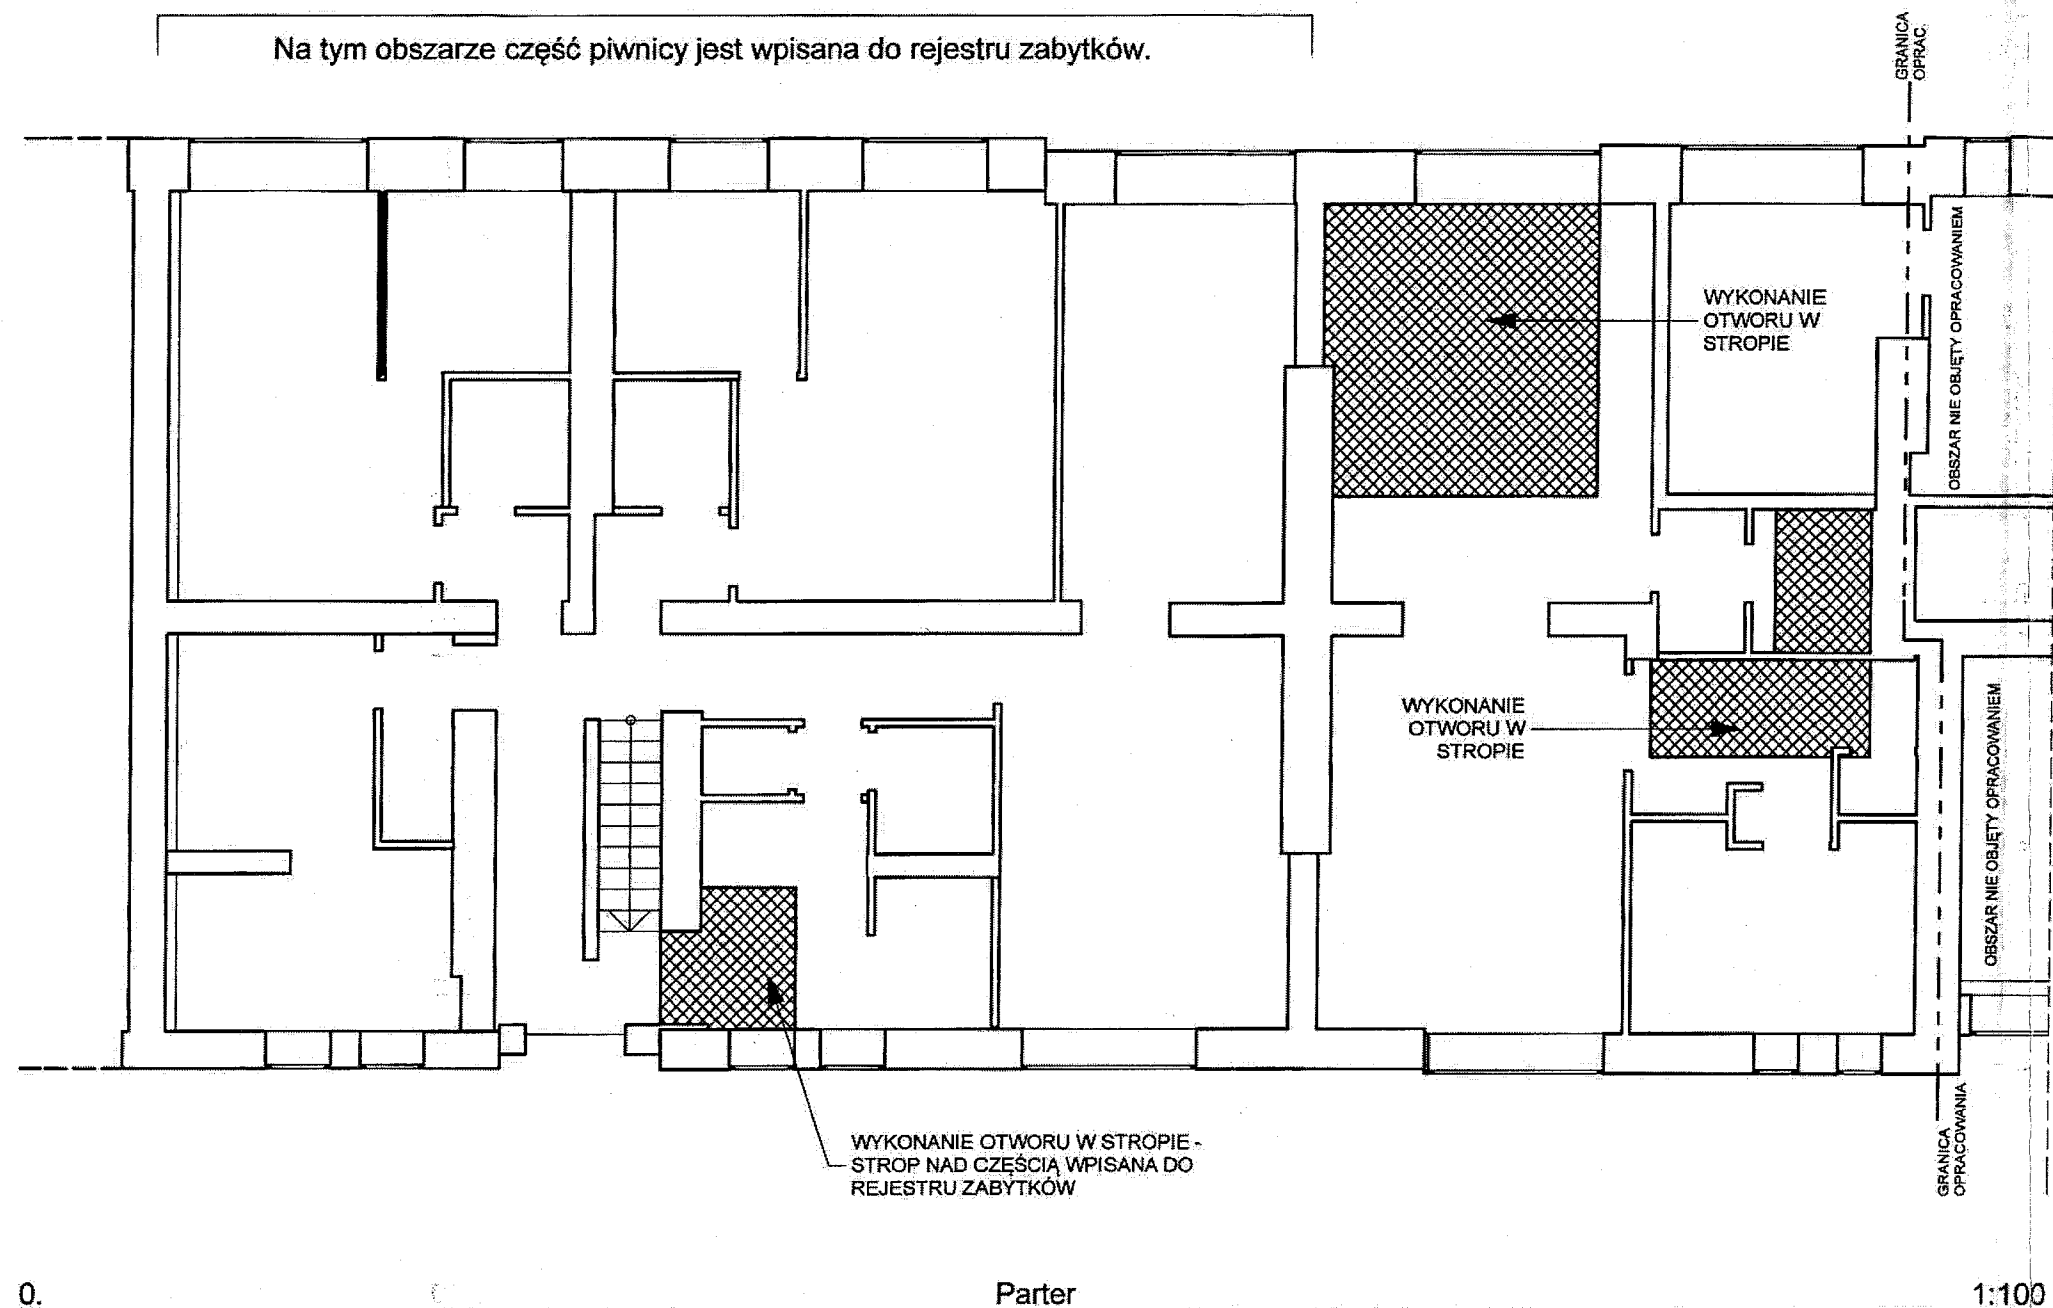 Na tym obszarze część piwnicy jest wpisana do rejestru zabytków.
GRANICA
OPRAC.
WYKONANIE
OTWORU W
STROPIE
OBSZAR NIE OBJĘTY OPRACOWANIEM
WYKONANIE
OTWORU W
STROPIE
OBSZAR NIE OBJĘTY OPRACOWANIEM
GRANICA
OPRACOWANIA
WYKONANIE OTWORU W STROPIE -
STROP NAD CZĘŚCIĄ WPISANA DO
REJESTRU ZABYTKÓW
0.
Parter
1:100